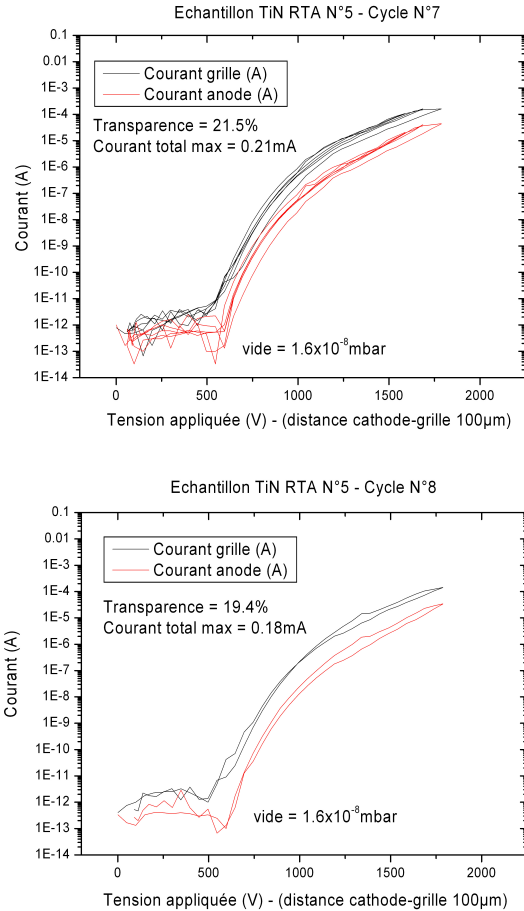 Echantillon TiN RTA N°5 - Cycle N°7
0.1
0.01
1E-3
1E-4
1E-5
1E-6
1E-7
1E-8
1E-9
1E-10
1E-11
1E-12
1E-13
1E-14
Courant (A)
Courant grille (A)
Courant anode (A)
Transparence = 21.5%
Courant total max = 0.21mA
vide = 1.6x10⁻⁸mbar
0 500 1000 1500 2000
Tension appliquée (V) - (distance cathode-grille 100µm)
Echantillon TiN RTA N°5 - Cycle N°8
0.1
0.01
1E-3
1E-4
1E-5
1E-6
1E-7
1E-8
1E-9
1E-10
1E-11
1E-12
1E-13
1E-14
Courant (A)
Courant grille (A)
Courant anode (A)
Transparence = 19.4%
Courant total max = 0.18mA
vide = 1.6x10⁻⁸mbar
0 500 1000 1500 2000
Tension appliquée (V) - (distance cathode-grille 100µm)